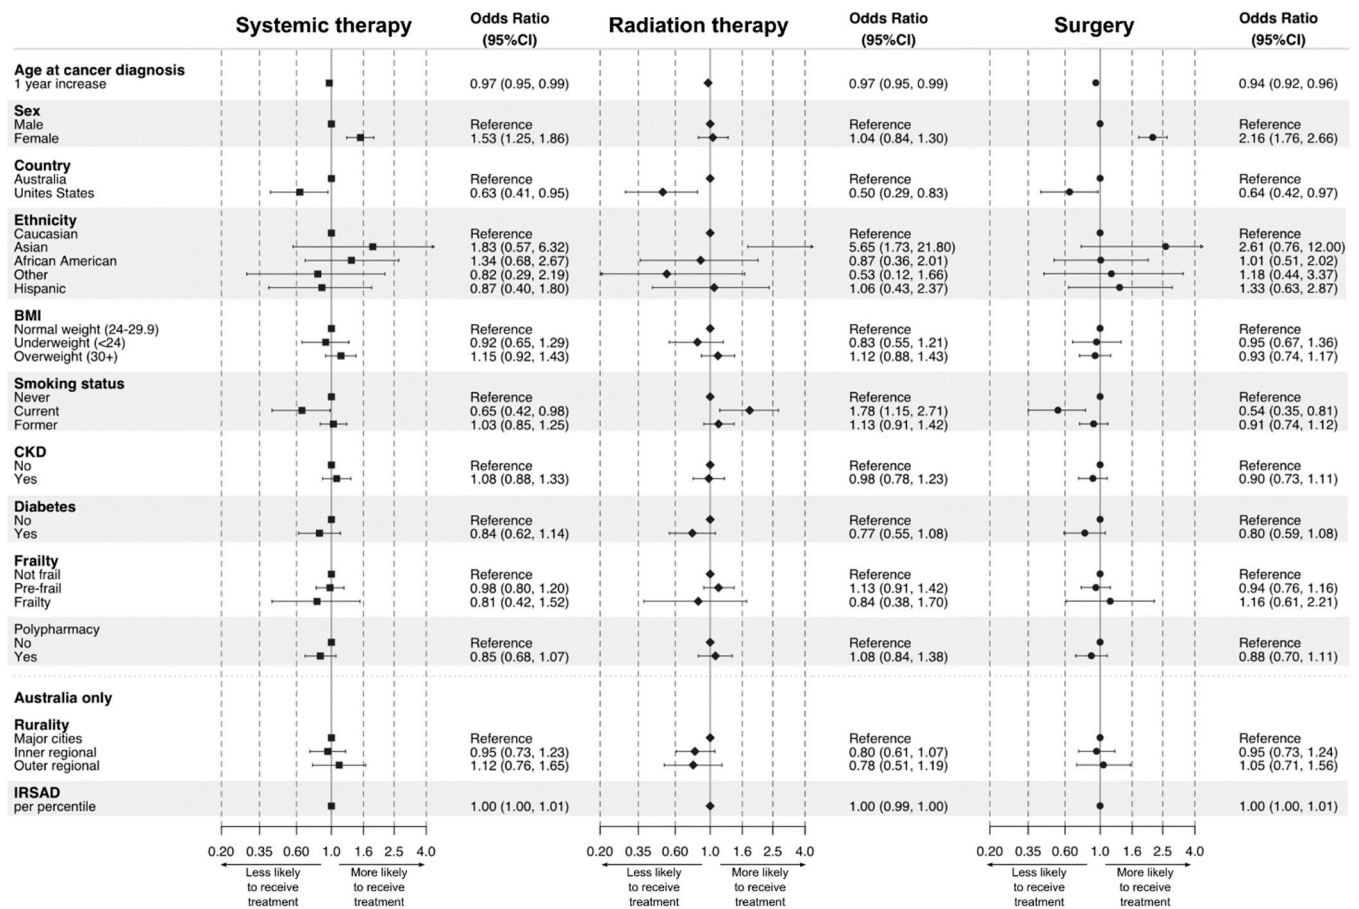 Systemic therapy Odds Ratio (95%CI) Radiation therapy Odds Ratio (95%CI) Surgery Odds Ratio (95%CI)
Age at cancer diagnosis
1 year increase 0.97 (0.95, 0.99) 0.97 (0.95, 0.99) 0.94 (0.92, 0.96)
Sex
Male Reference Reference Reference
Female 1.53 (1.25, 1.86) 1.04 (0.84, 1.30) 2.16 (1.76, 2.66)
Country
Australia Reference Reference Reference
Unites States 0.63 (0.41, 0.95) 0.50 (0.29, 0.83) 0.64 (0.42, 0.97)
Ethnicity
Caucasian Reference Reference Reference
Asian 1.83 (0.57, 6.32) 5.65 (1.73, 21.80) 2.61 (0.76, 12.00)
African American 1.34 (0.68, 2.67) 0.87 (0.36, 2.01) 1.01 (0.51, 2.02)
Other 0.82 (0.29, 2.19) 0.53 (0.12, 1.66) 1.18 (0.44, 3.37)
Hispanic 0.87 (0.40, 1.80) 1.06 (0.43, 2.37) 1.33 (0.63, 2.87)
BMI
Normal weight (24-29.9) Reference Reference Reference
Underweight (<24) 0.92 (0.65, 1.29) 0.83 (0.55, 1.21) 0.95 (0.67, 1.36)
Overweight (30+) 1.15 (0.92, 1.43) 1.12 (0.88, 1.43) 0.93 (0.74, 1.17)
Smoking status
Never Reference Reference Reference
Current 0.65 (0.42, 0.98) 1.78 (1.15, 2.71) 0.54 (0.35, 0.81)
Former 1.03 (0.85, 1.25) 1.13 (0.91, 1.42) 0.91 (0.74, 1.12)
CKD
No Reference Reference Reference
Yes 1.08 (0.88, 1.33) 0.98 (0.78, 1.23) 0.90 (0.73, 1.11)
Diabetes
No Reference Reference Reference
Yes 0.84 (0.62, 1.14) 0.77 (0.55, 1.08) 0.80 (0.59, 1.08)
Frailty
Not frail Reference Reference Reference
Pre-frail 0.98 (0.80, 1.20) 1.13 (0.91, 1.42) 0.94 (0.76, 1.16)
Frailty 0.81 (0.42, 1.52) 0.84 (0.38, 1.70) 1.16 (0.61, 2.21)
Polypharmacy
No Reference Reference Reference
Yes 0.85 (0.68, 1.07) 1.08 (0.84, 1.38) 0.88 (0.70, 1.11)
Australia only
Rurality
Major cities Reference Reference Reference
Inner regional 0.95 (0.73, 1.23) 0.80 (0.61, 1.07) 0.95 (0.73, 1.24)
Outer regional 1.12 (0.76, 1.65) 0.78 (0.51, 1.19) 1.05 (0.71, 1.56)
IRSAD
per percentile 1.00 (1.00, 1.01) 1.00 (0.99, 1.00) 1.00 (1.00, 1.01)
0.20 0.35 0.60 1.0 1.6 2.5 4.0 0.20 0.35 0.60 1.0 1.6 2.5 4.0 0.20 0.35 0.60 1.0 1.6 2.5 4.0
Less likely More likely Less likely More likely Less likely More likely
to receive to receive to receive to receive to receive to receive
treatment treatment treatment treatment treatment treatment